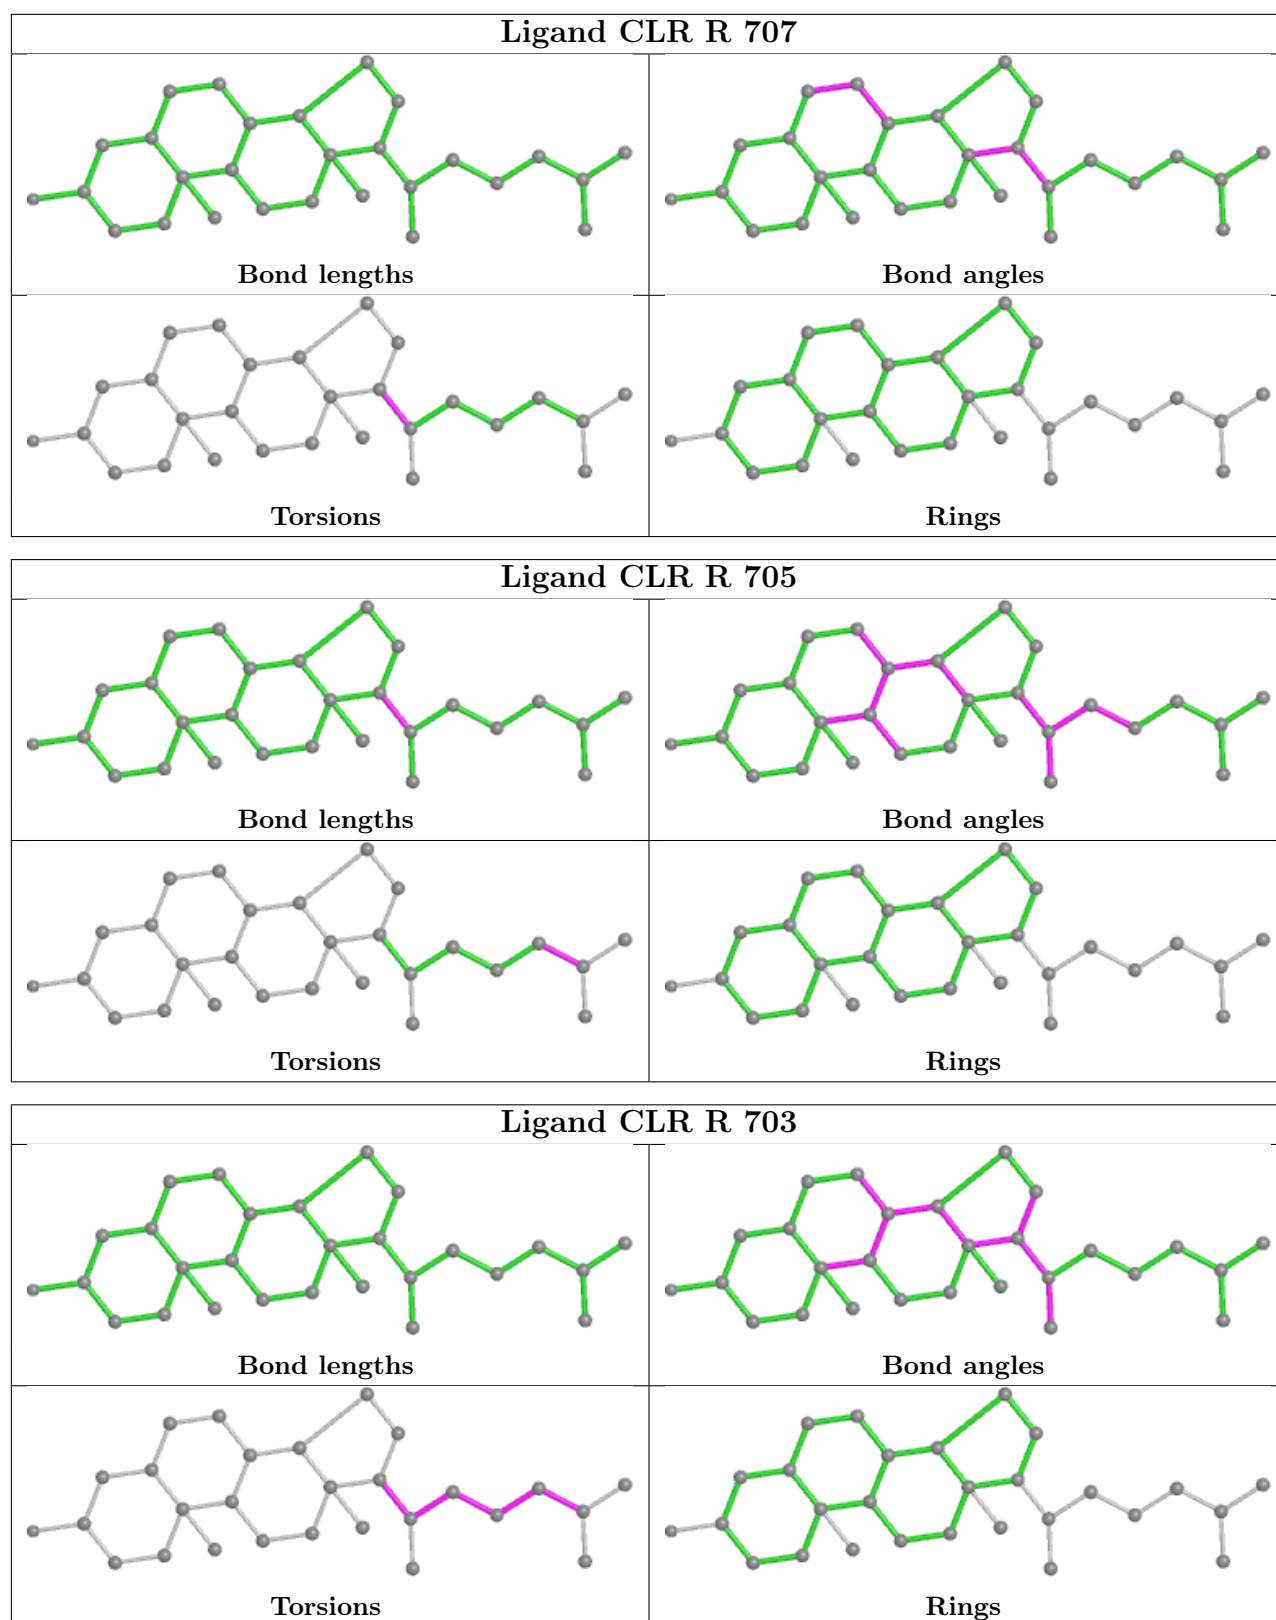 Ligand CLR R 707
Bond lengths
Bond angles
Torsions
Rings
Ligand CLR R 705
Bond lengths
Bond angles
Torsions
Rings
Ligand CLR R 703
Bond lengths
Bond angles
Torsions
Rings